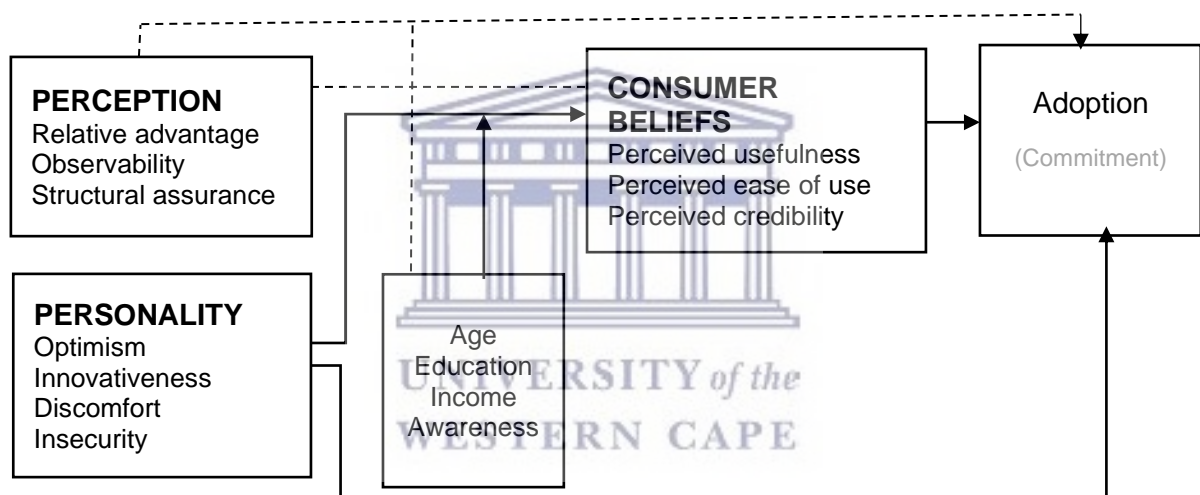 PERCEPTION
Relative advantage
Observability
Structural assurance
CONSUMER
BELIEFS
Perceived usefulness
Perceived ease of use
Perceived credibility
Adoption
(Commitment)
PERSONALITY
Optimism
Innovativeness
Discomfort
Insecurity
Age
Education
Income
Awareness
UNIVERSITY of the
WESTERN CAPE